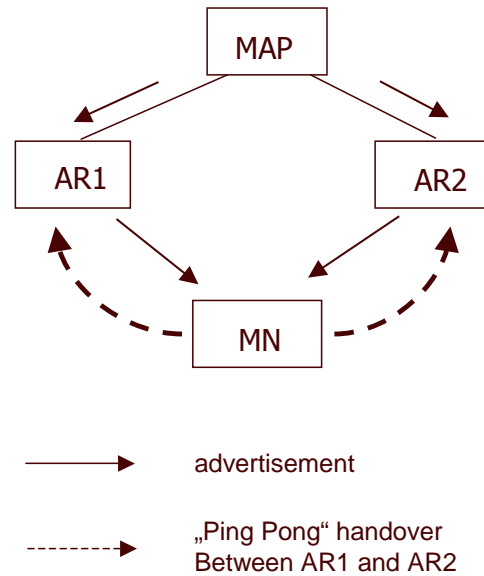 MAP
AR1
AR2
MN
advertisement
„Ping Pong“ handover
Between AR1 and AR2